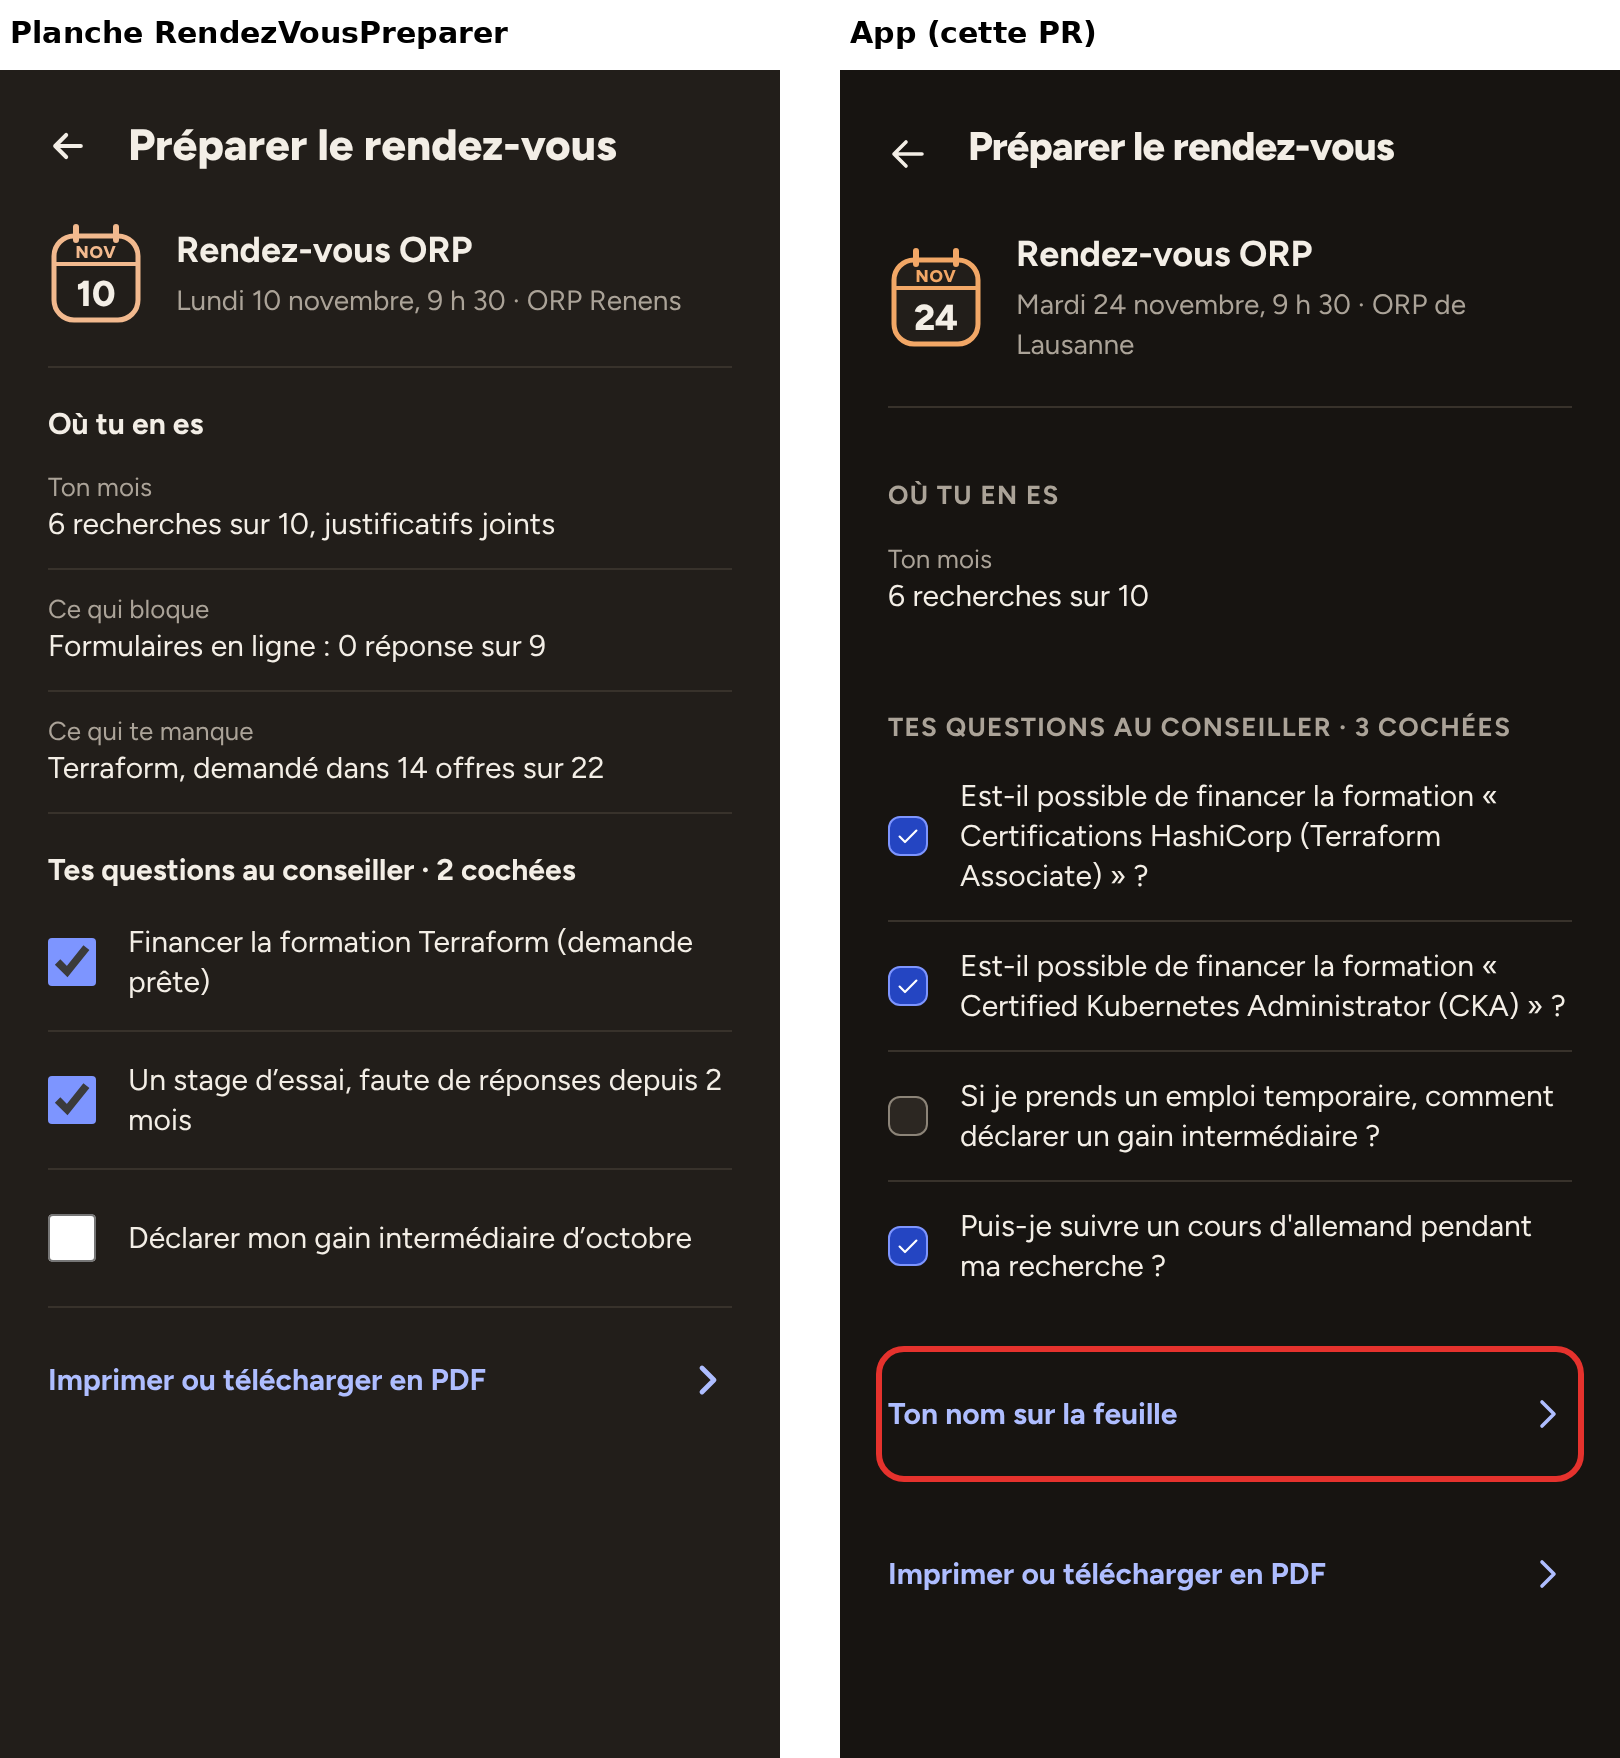 Planche RendezVousPreparer
Préparer le rendez-vous
NOV
10
Rendez-vous ORP
Lundi 10 novembre, 9 h 30 · ORP Renens
Où tu en es
Ton mois
6 recherches sur 10, justificatifs joints
Ce qui bloque
Formulaires en ligne : 0 réponse sur 9
Ce qui te manque
Terraform, demandé dans 14 offres sur 22
Tes questions au conseiller · 2 cochées
Financer la formation Terraform (demande
prête)
Un stage d’essai, faute de réponses depuis 2
mois
Déclarer mon gain intermédiaire d’octobre
Imprimer ou télécharger en PDF
App (cette PR)
Préparer le rendez-vous
NOV
24
Rendez-vous ORP
Mardi 24 novembre, 9 h 30 · ORP de
Lausanne
OÙ TU EN ES
Ton mois
6 recherches sur 10
TES QUESTIONS AU CONSEILLER · 3 COCHÉES
Est-il possible de financer la formation «
Certifications HashiCorp (Terraform
Associate) » ?
Est-il possible de financer la formation «
Certified Kubernetes Administrator (CKA) » ?
Si je prends un emploi temporaire, comment
déclarer un gain intermédiaire ?
Puis-je suivre un cours d'allemand pendant
ma recherche ?
Ton nom sur la feuille
Imprimer ou télécharger en PDF